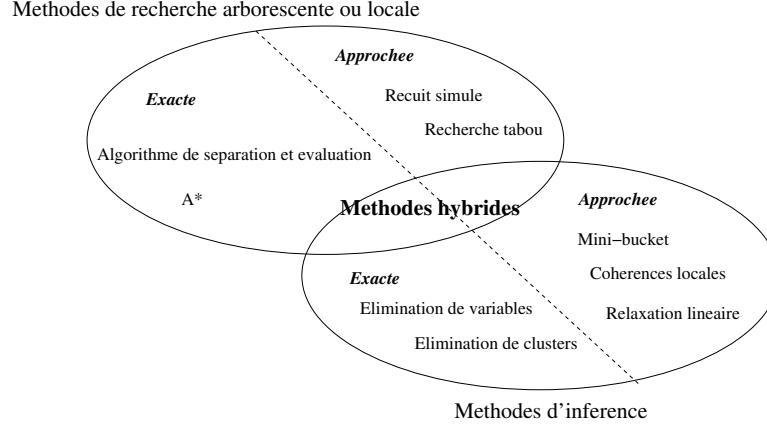 Methodes de recherche arborescente ou locale
Approchee
Exacte
Recuit simule
Recherche tabou
Algorithme de separation et evaluation
A*
Methodes hybrides
Approchee
Mini−bucket
Exacte
Coherences locales
Elimination de variables
Relaxation lineaire
Elimination de clusters
Methodes d'inference